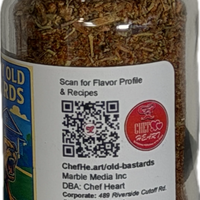 OLD
RDS
Scan for Flavor Profile
& Recipes
CHEF
HEART
ChefHe.art/old-bastards
Marble Media Inc
DBA: Chef Heart
Corporate: 489 Riverside Cutoff Rd.